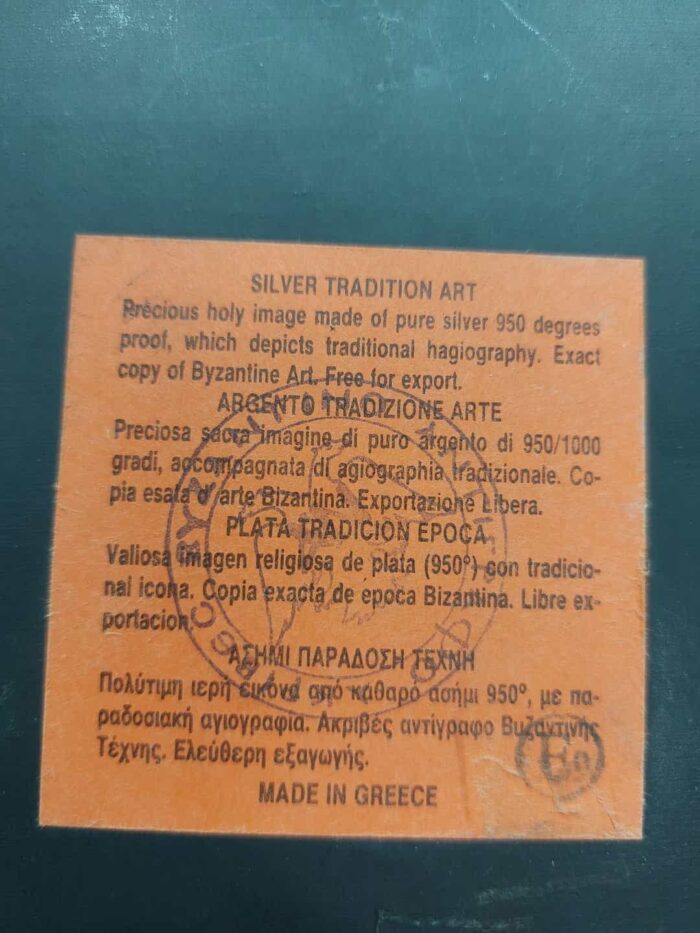 SILVER TRADITION ART
Precious holy image made of pure silver 950 degrees
proof, which depicts traditional hagiography. Exact
copy of Byzantine Art. Free for export.
ARGENTO TRADIZIONE ARTE
Preciosa sacra imagine di puro argento di 950/1000
gradi, accompagnata di agiographia tradizionale. Co-
pia esata d' arte Bizantina. Exportazione Libera.
PLATA TRADICION EPOCA
Valiosa imagen religiosa de plata (950°) con tradicio-
nal icona. Copia exacta de epoca Bizantina. Libre ex-
portacion.
ΑΣΗΜΙ ΠΑΡΑΔΟΣΗ ΤΕΧΝΗ
Πολύτιμη ιερή εικόνα από καθαρό ασήμι 950°, με πα-
ραδοσιακή αγιογραφία. Ακριβές αντίγραφο Βυζαντινής
Τέχνης. Ελεύθερη εξαγωγής.
MADE IN GREECE